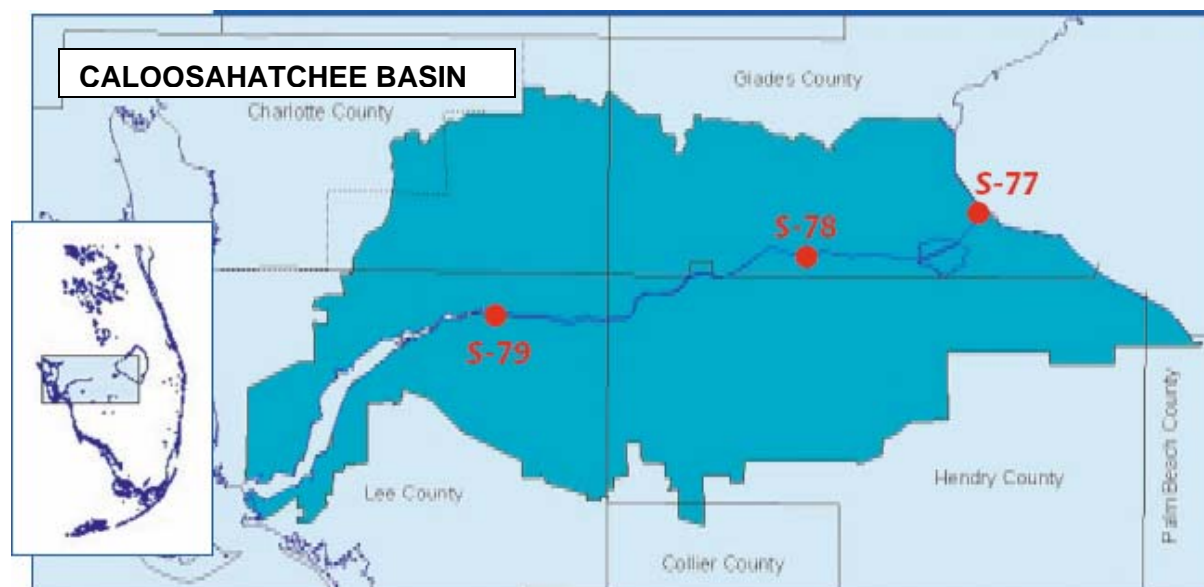 CALOOSAHATCHEE BASIN
Glades County
Charlotte County
S-77
S-78
S-79
Lee County
Hendry County
Palm Beach County
Collier County